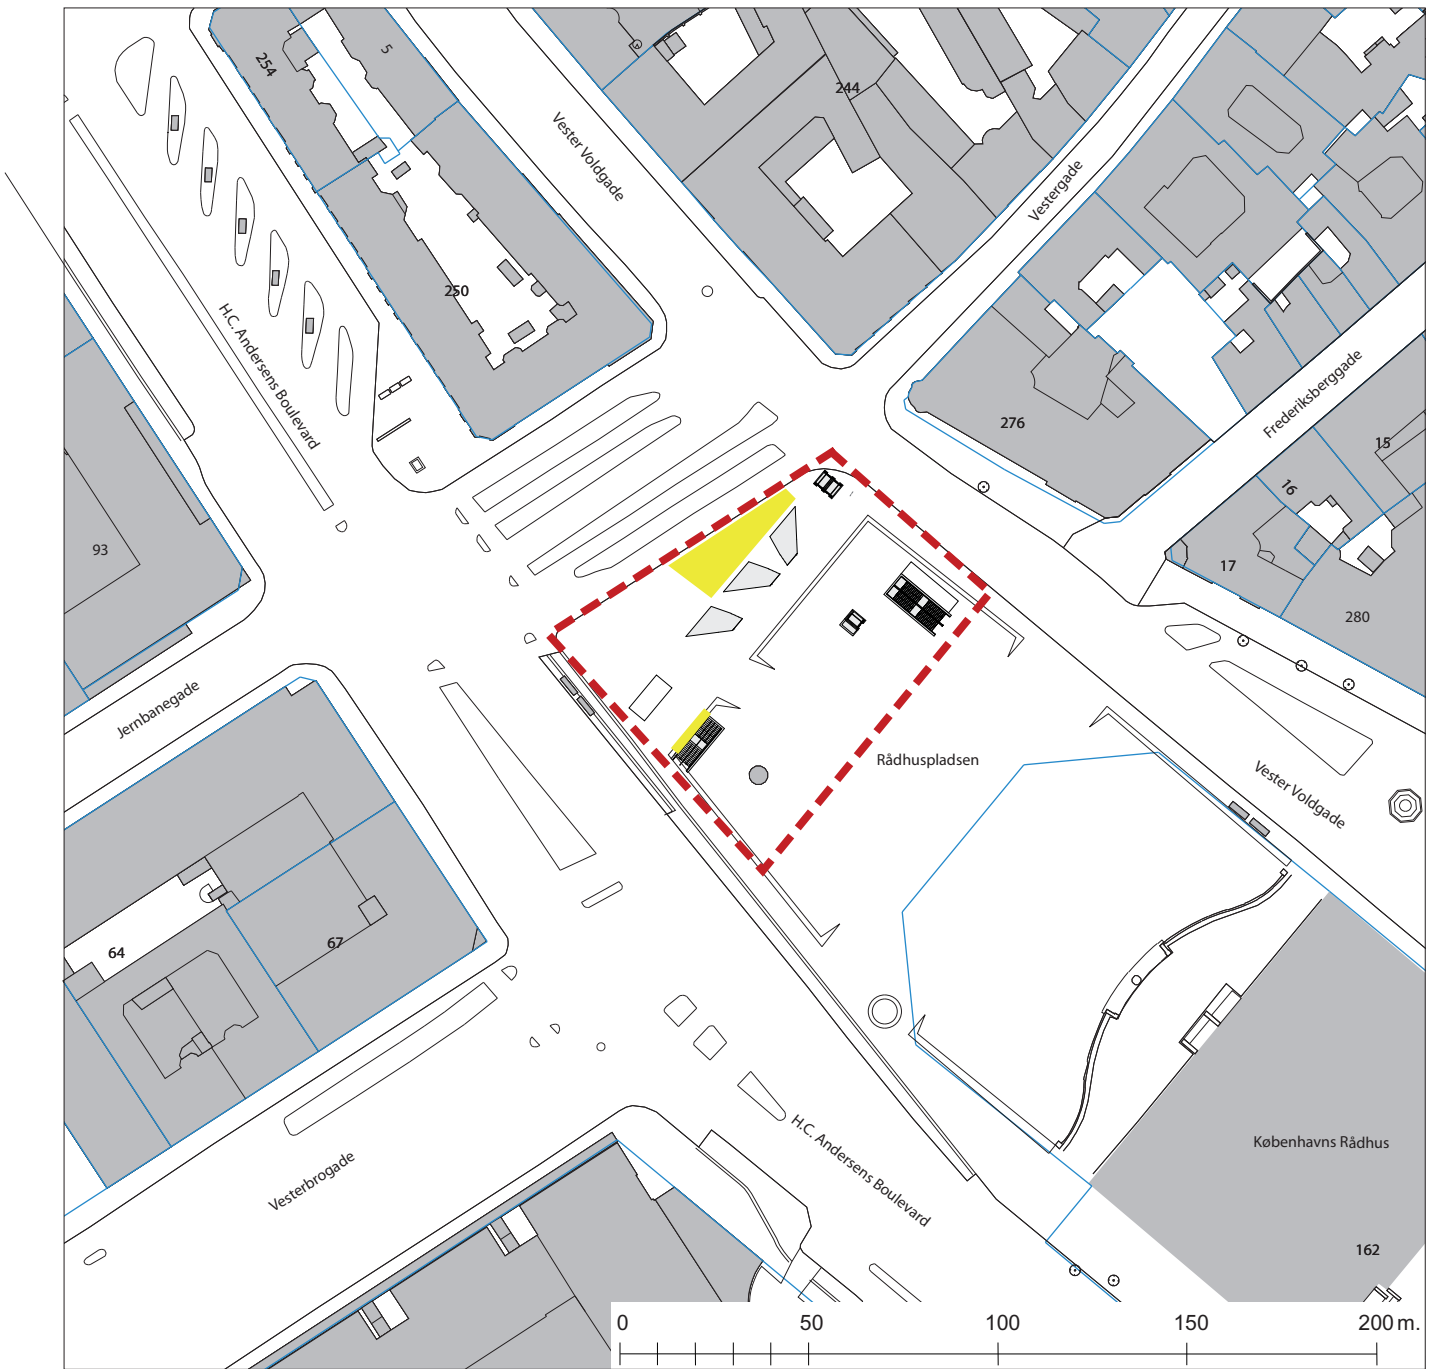 5
254
244
Vester Voldgade
Vestergade
250
H.C. Andersens Boulevard
Frederiksberggade
276
15
16
93
17
280
Jernbanegade
Rådhuspladsen
Vester Voldgade
64
67
H.C. Andersens Boulevard
Københavns Rådhus
Vesterbrogade
162
0 50 100 150 200 m.